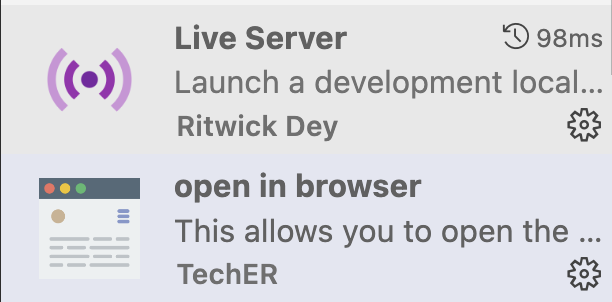 Live Server
98ms
Launch a development local...
Ritwick Dey
open in browser
This allows you to open the ...
TechER